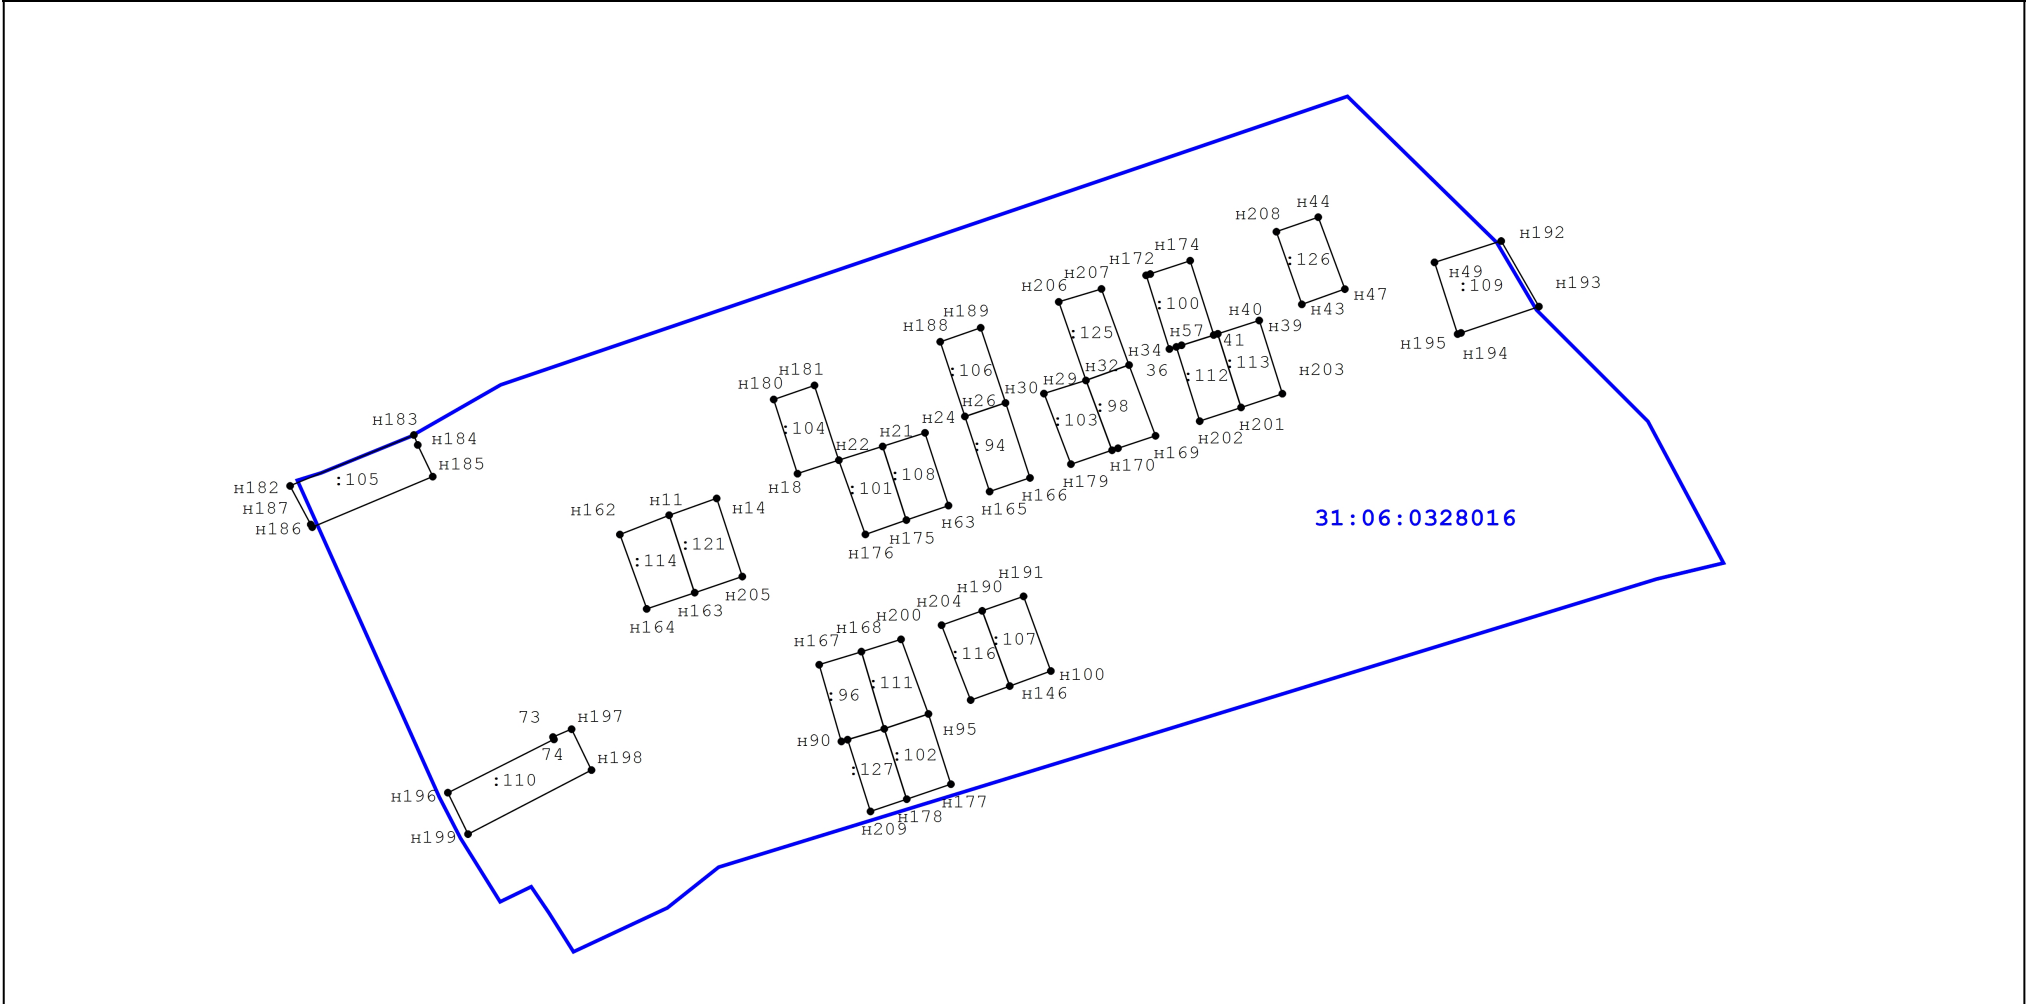 н44
н208
н192
н174
н172
:126
н207
н49
н206
:109
н193
н47
:100
н43
н40
н189
н188
:125
н57
н39
41
н195
н34
н194
н32
:113
н181
:106
36
н203
н180
н29
:112
н30
н26
:98
н183
н24
:103
н201
:104
н21
н202
н184
н22
:94
н169
н185
н170
:108
:105
н179
н182
н18
:101
н166
н187
н11
н14
н165
н162
н63
31:06:0328016
н186
н175
:121
н176
:114
н191
н190
н205
н204
н163
н200
н164
н168
н167
:107
:116
н100
:111
н146
:96
73
н197
н95
н90
74
н198
:102
:127
:110
н196
н177
н178
н209
н199